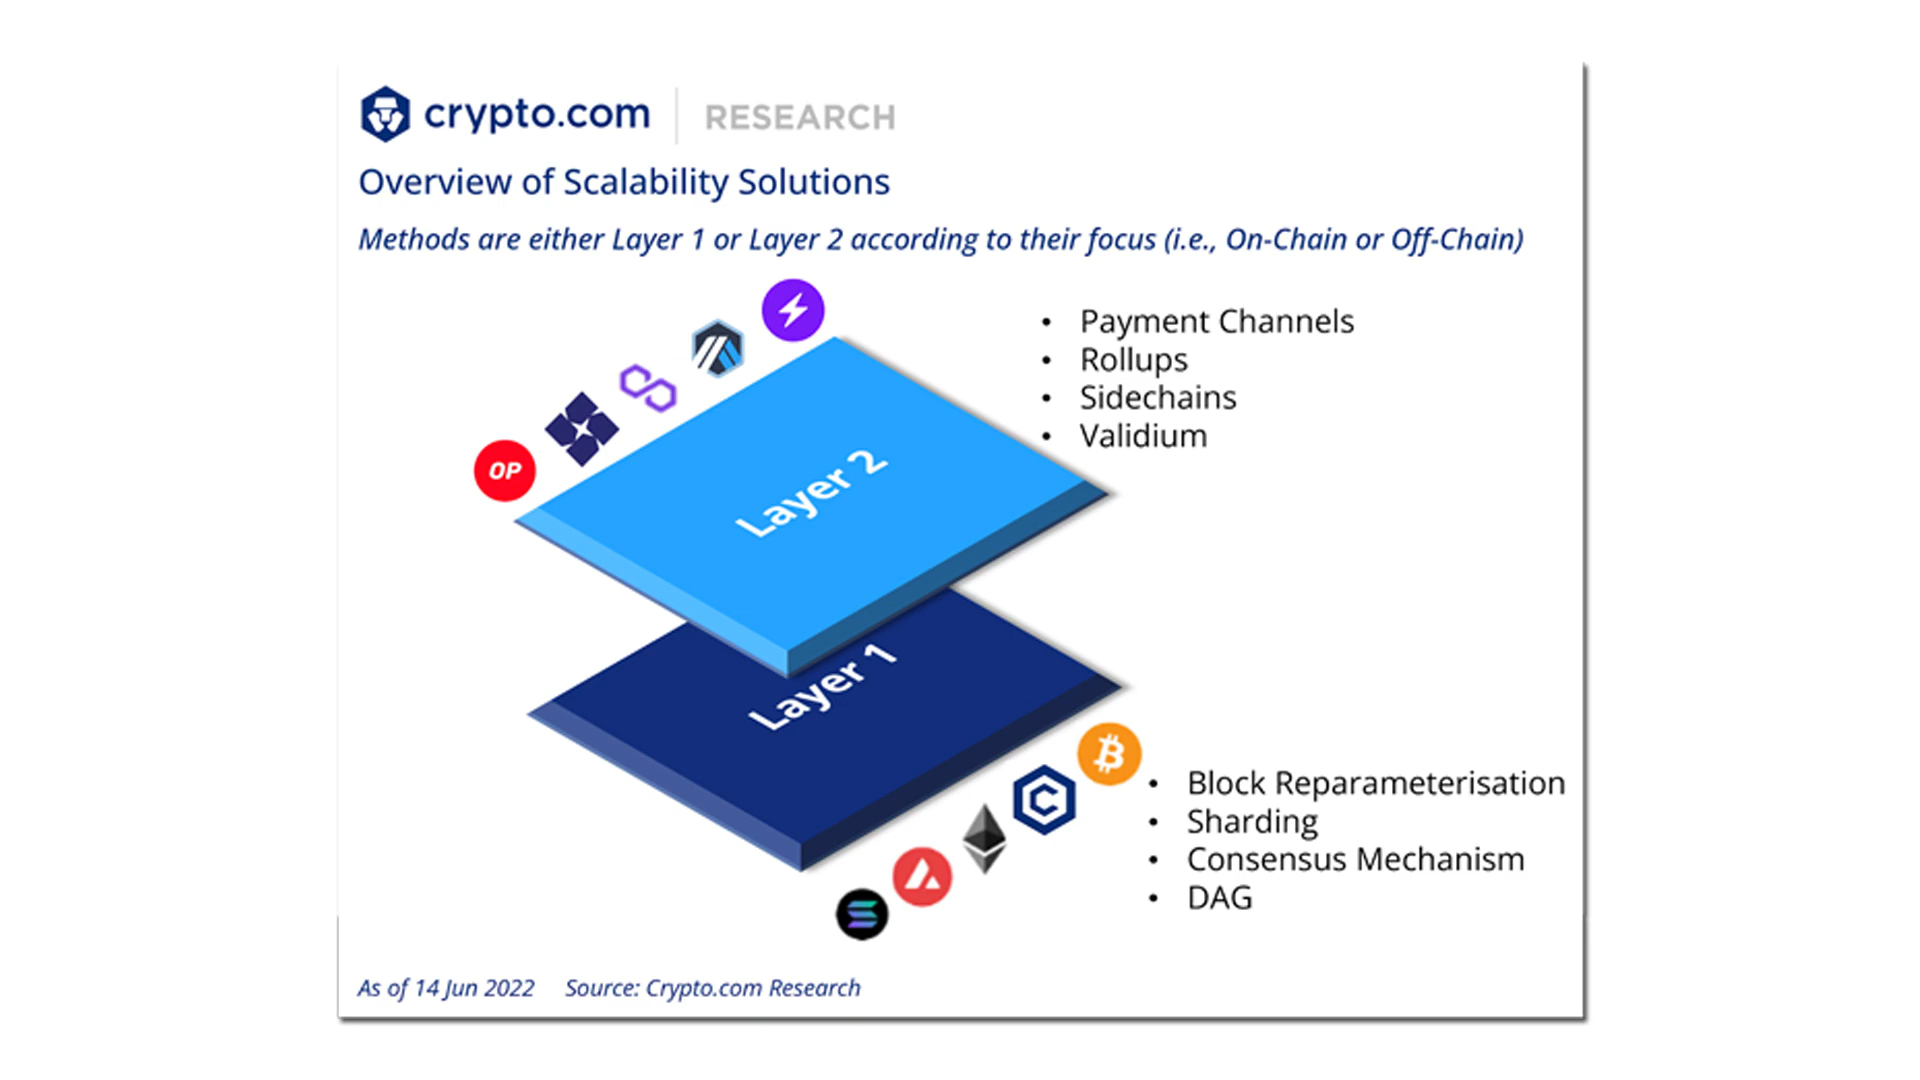 crypto.com | RESEARCH
Overview of Scalability Solutions
Methods are either Layer 1 or Layer 2 according to their focus (i.e., On-Chain or Off-Chain)
• Payment Channels
• Rollups
• Sidechains
• Validium
OP
Layer 2
Layer 1
• Block Reparameterisation
• Sharding
• Consensus Mechanism
• DAG
As of 14 Jun 2022 Source: Crypto.com Research